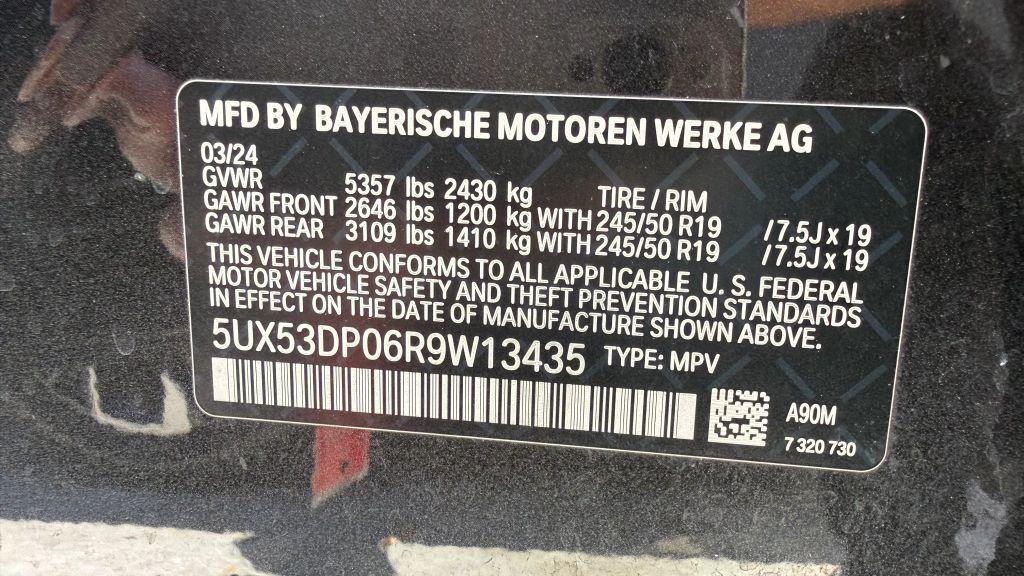 MFD BY BAYERISCHE MOTOREN WERKE AG
03/24
GVWR 5357 lbs 2430 kg TIRE / RIM
GAWR FRONT 2646 lbs 1200 kg WITH 245/50 R19 / 7.5J x 19
GAWR REAR 3109 lbs 1410 kg WITH 245/50 R19 / 7.5J x 19
THIS VEHICLE CONFORMS TO ALL APPLICABLE U. S. FEDERAL
MOTOR VEHICLE SAFETY AND THEFT PREVENTION STANDARDS
IN EFFECT ON THE DATE OF MANUFACTURE SHOWN ABOVE.
5UX53DP06R9W13435 TYPE: MPV
A90M
7 320 730